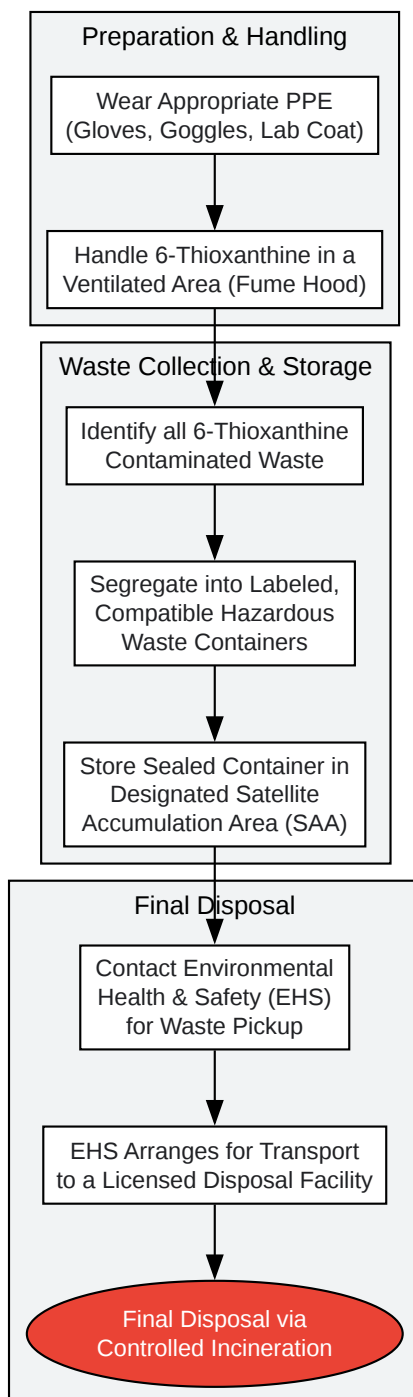 Preparation & Handling
Wear Appropriate PPE
(Gloves, Goggles, Lab Coat)
Handle 6-Thioxanthine in a
Ventilated Area (Fume Hood)
Waste Collection & Storage
Identify all 6-Thioxanthine
Contaminated Waste
Segregate into Labeled,
Compatible Hazardous
Waste Containers
Store Sealed Container in
Designated Satellite
Accumulation Area (SAA)
Final Disposal
Contact Environmental
Health & Safety (EHS)
for Waste Pickup
EHS Arranges for Transport
to a Licensed Disposal Facility
Final Disposal via
Controlled Incineration